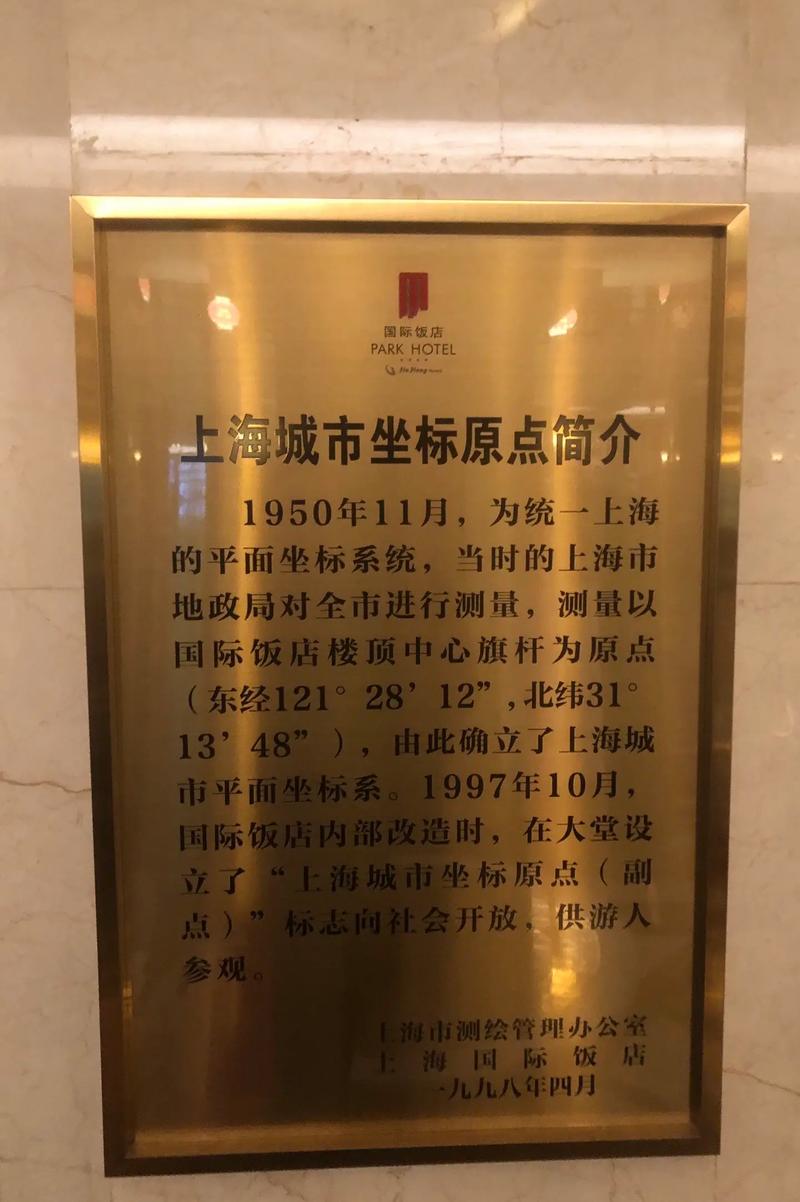 国际饭店
PARK HOTEL
Jin Jiang Hotels
上海城市坐标原点简介
1950年11月，为统一上海
的平面坐标系统，当时的上海市
地政局对全市进行测量，测量以
国际饭店楼顶中心旗杆为原点
（东经121° 28’ 12”,北纬31°
13’ 48”），由此确立了上海城
市平面坐标系。1997年10月，
国际饭店内部改造时，在大堂设
立了“上海城市坐标原点（副
点）”标志向社会开放，供游人
参观。
上海市测绘管理办公室
上海国际饭店
一九九八年四月